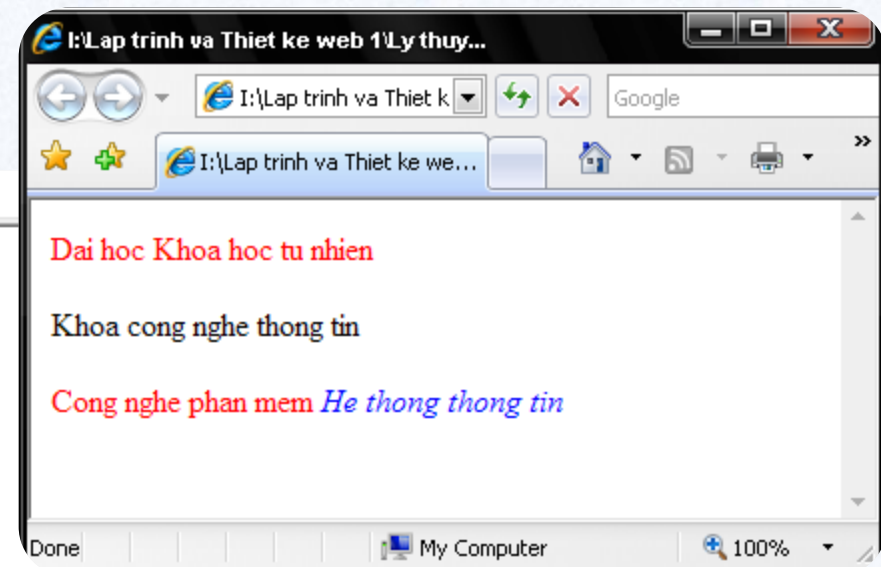 I:\Lap trinh va Thiet ke web 1\Ly thuy...
I:\Lap trinh va Thiet k
Google
I:\Lap trinh va Thiet ke we...
»
Dai hoc Khoa hoc tu nhien
Khoa cong nghe thong tin
Cong nghe phan mem He thong thong tin
Done
My Computer
100%